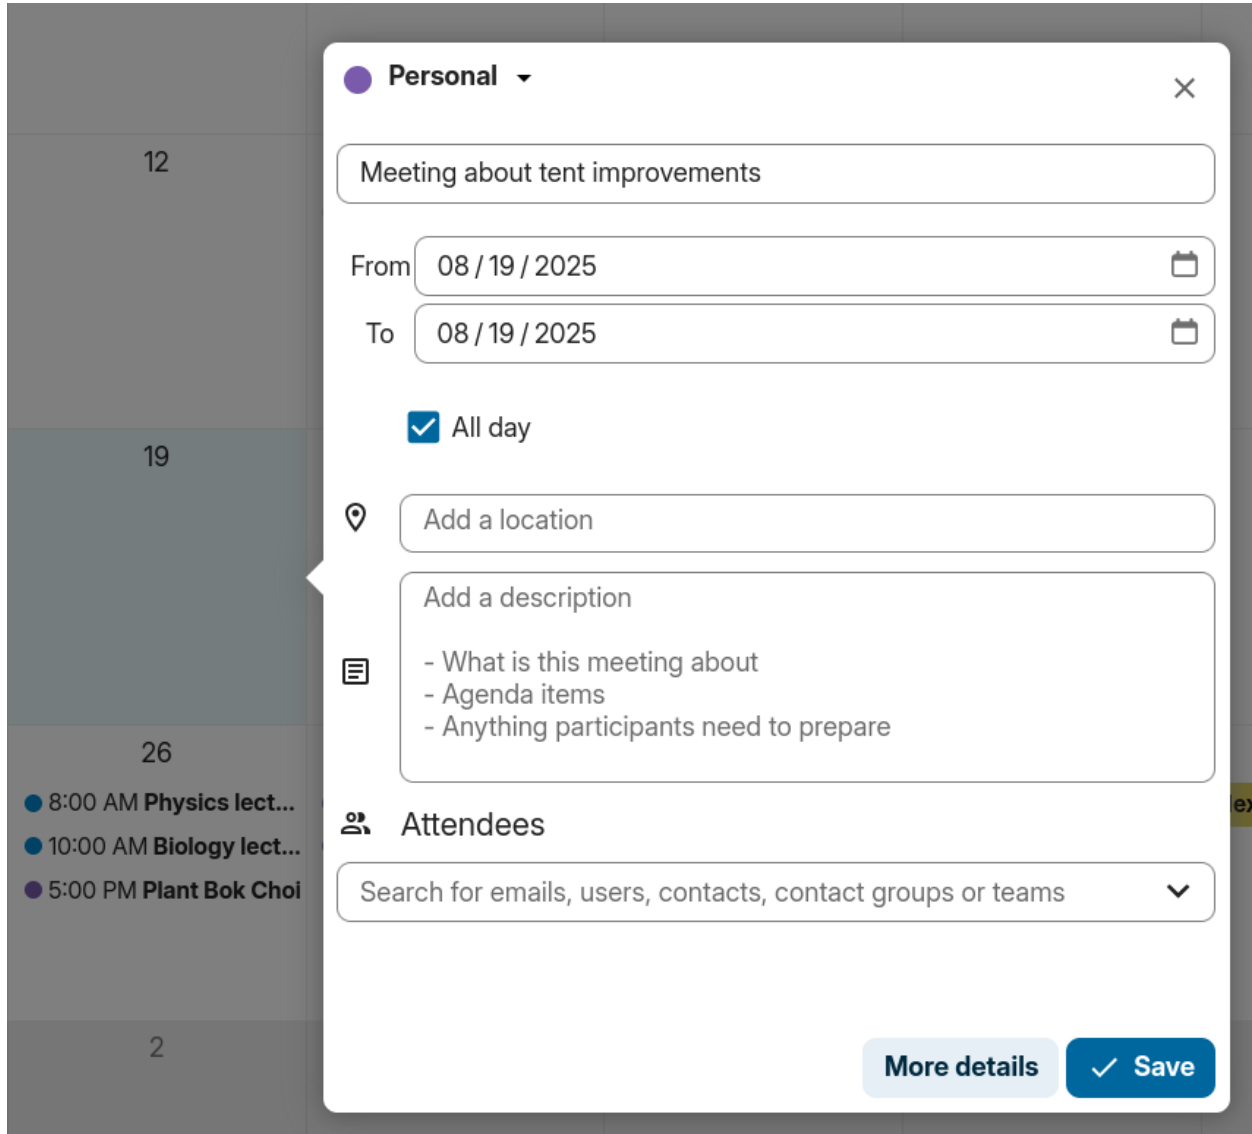 Personal
Meeting about tent improvements
From 08 / 19 / 2025
To 08 / 19 / 2025
All day
Add a location
Add a description
- What is this meeting about
- Agenda items
- Anything participants need to prepare
Attendees
Search for emails, users, contacts, contact groups or teams
More details
Save
12
19
26
8:00 AM Physics lect...
10:00 AM Biology lect...
5:00 PM Plant Bok Choi
2